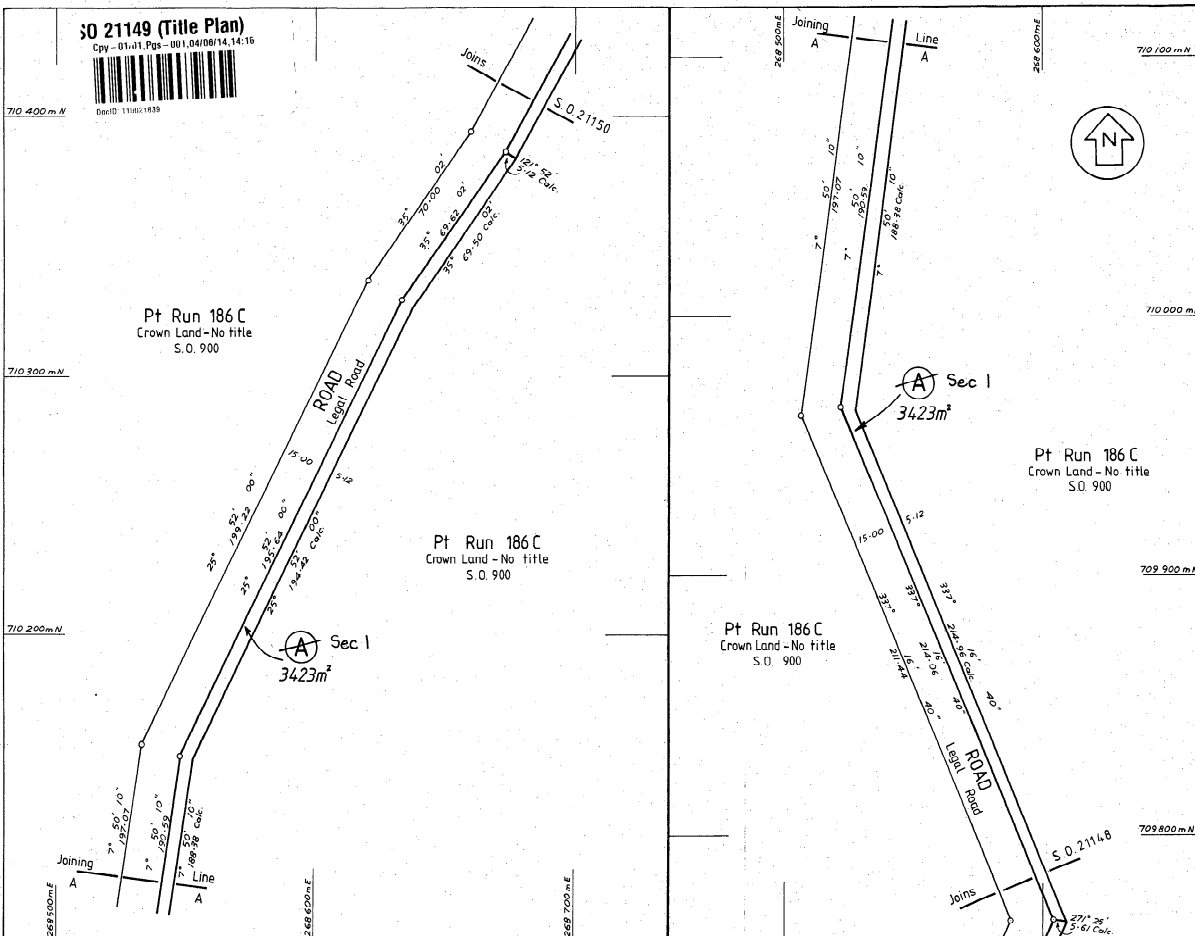 SO 21149 (Title Plan)
Cpy - 01/01, Pgs - 001, 04/06/14, 14:16
DocID: 110021839
Joins
S.O. 21150
710 400 m N
121° 52'
5·12 Calc.
35° 70·00 02'
35° 69·62 02'
35° 69·50 Calc. 02'
Pt Run 186 C
Crown Land - No title
S.O. 900
710 300 m N
ROAD
Legal Road
15·00
5·12
25° 52' 00"
199·22
25° 52' 00"
195·64
25° 52' 00"
194·42 Calc.
Pt Run 186 C
Crown Land - No title
S.O. 900
710 200 m N
A Sec 1
3423m²
7° 50' 10"
197·07
7° 50' 10"
190·59
7° 50' 10"
188·38 Calc.
Joining Line
A A
268 500 m E
268 600 m E
268 700 m E
Joining Line
A A
268 500 m E
268 600 m E
710 100 m N
N
7° 50' 10"
197·07
7° 50' 10"
190·59
7° 50' 10"
188·38 Calc.
710 000 m N
A Sec 1
3423m²
Pt Run 186 C
Crown Land - No title
S.O. 900
15·00
5·12
709 900 m N
337° 16' 40"
211·44
337° 16' 40"
214·06
337° 16' 40"
214·96 Calc.
Pt Run 186 C
Crown Land - No title
S.O. 900
ROAD
Legal Road
709 800 m N
S.O. 21148
Joins
271° 25'
5·61 Calc.